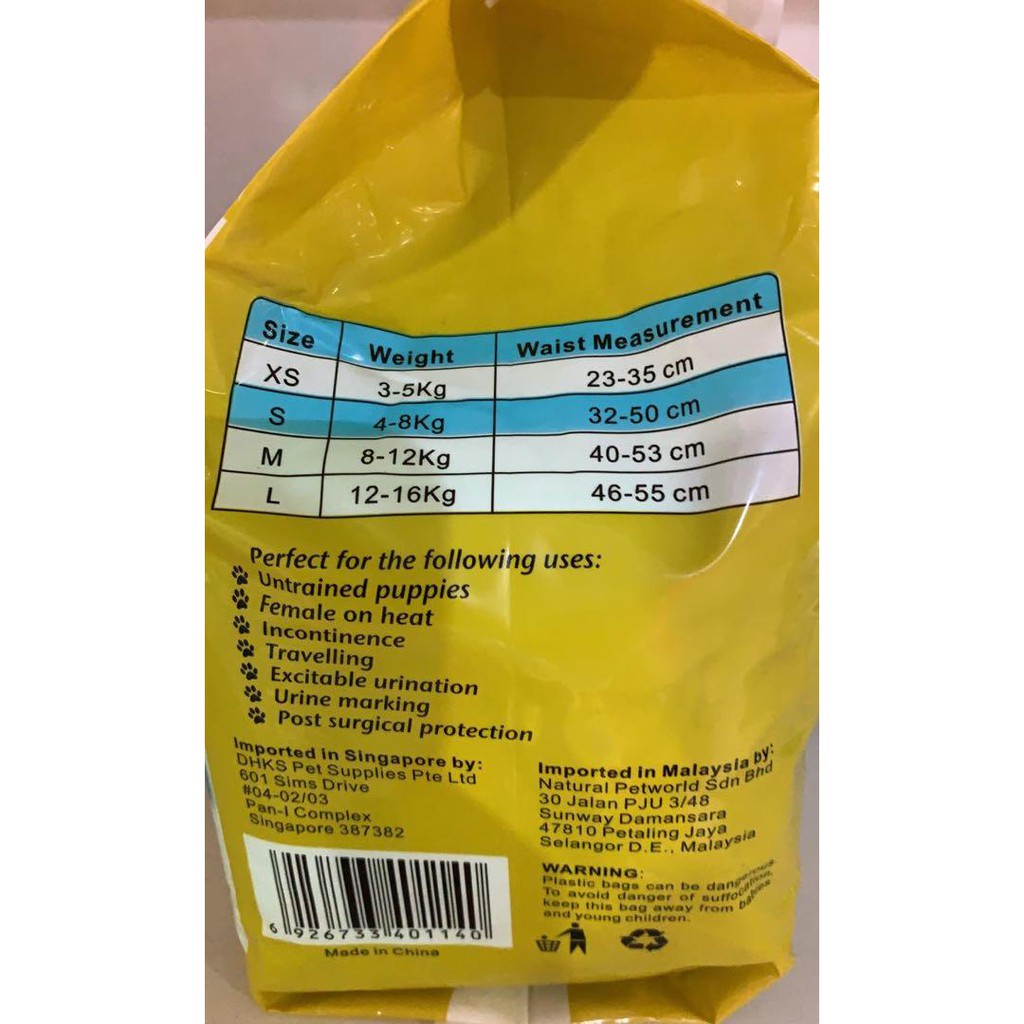 Size Weight Waist Measurement
XS 3-5Kg 23-35 cm
S 4-8Kg 32-50 cm
M 8-12Kg 40-53 cm
L 12-16Kg 46-55 cm
Perfect for the following uses:
Untrained puppies
Female on heat
Incontinence
Travelling
Excitable urination
Urine marking
Post surgical protection
Imported in Singapore by:
DHKS Pet Supplies Pte Ltd
601 Sims Drive
#04-02/03
Pan-I Complex
Singapore 387382
Imported in Malaysia by:
Natural Petworld Sdn Bhd
30 Jalan PJU 3/48
Sunway Damansara
47810 Petaling Jaya
Selangor D.E., Malaysia
WARNING:
Plastic bags can be dangerous.
To avoid danger of suffocation,
keep this bag away from babies
and young children.
6 926733 401140
Made in China